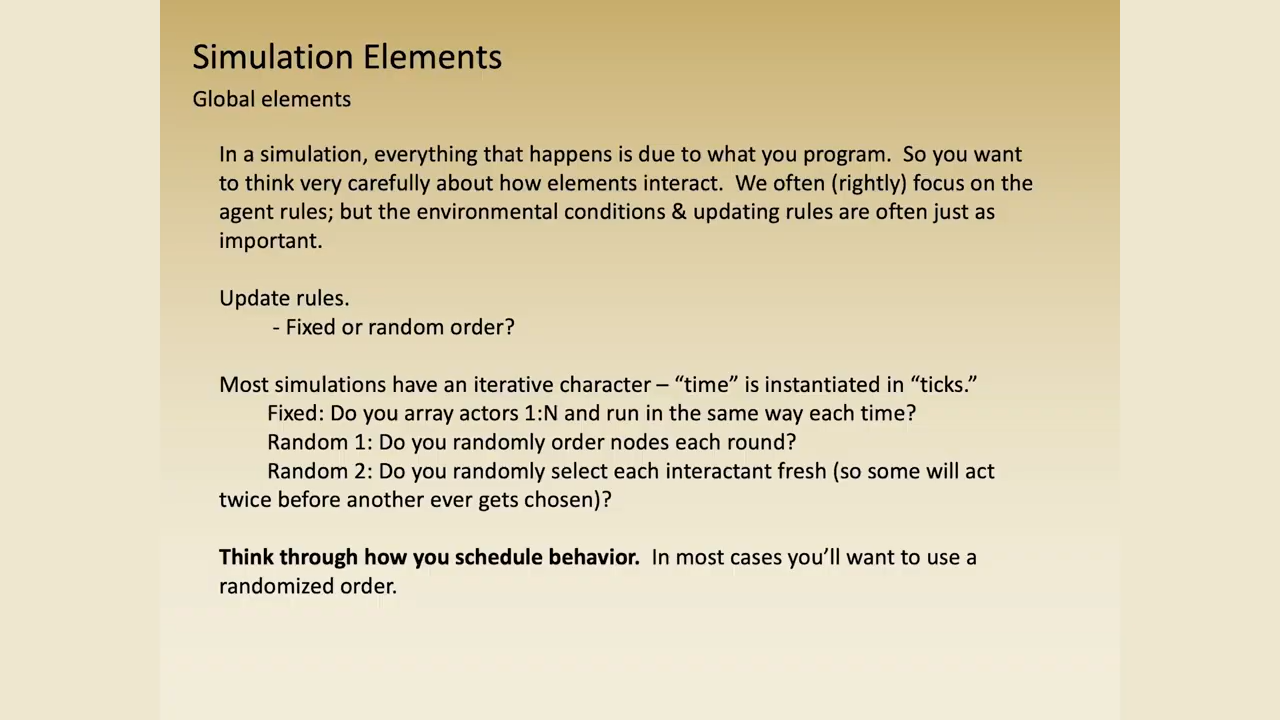 Simulation Elements
Global elements
In a simulation, everything that happens is due to what you program.  So you want
to think very carefully about how elements interact.  We often (rightly) focus on the
agent rules; but the environmental conditions & updating rules are often just as
important.
Update rules.
- Fixed or random order?
Most simulations have an iterative character – “time” is instantiated in “ticks.”
Fixed: Do you array actors 1:N and run in the same way each time?
Random 1: Do you randomly order nodes each round?
Random 2: Do you randomly select each interactant fresh (so some will act
twice before another ever gets chosen)?
Think through how you schedule behavior.  In most cases you’ll want to use a
randomized order.